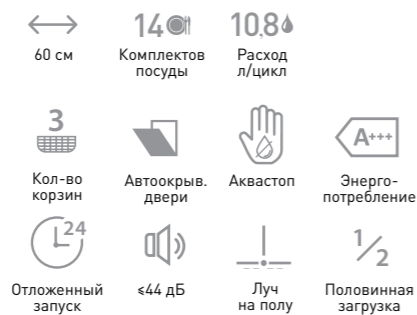 14 10,8
60 см Комплектов Расход
посуды л/цикл
3 A+++
Кол-во Автоокрыв. Аквастоп Энерго-
корзин двери потребление
24 1/2
Отложенный ≤44 дБ Луч Половинная
запуск на полу загрузка